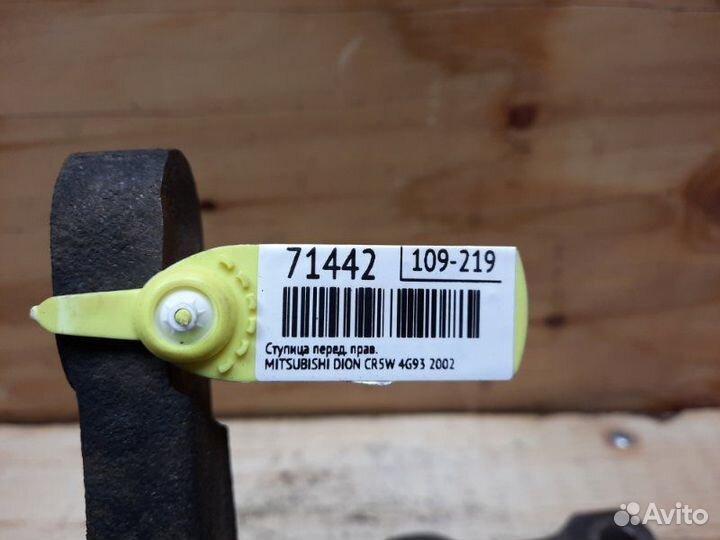 71442
109-219
Ступица перед. прав.
MITSUBISHI DION CR5W 4G93 2002
Avito